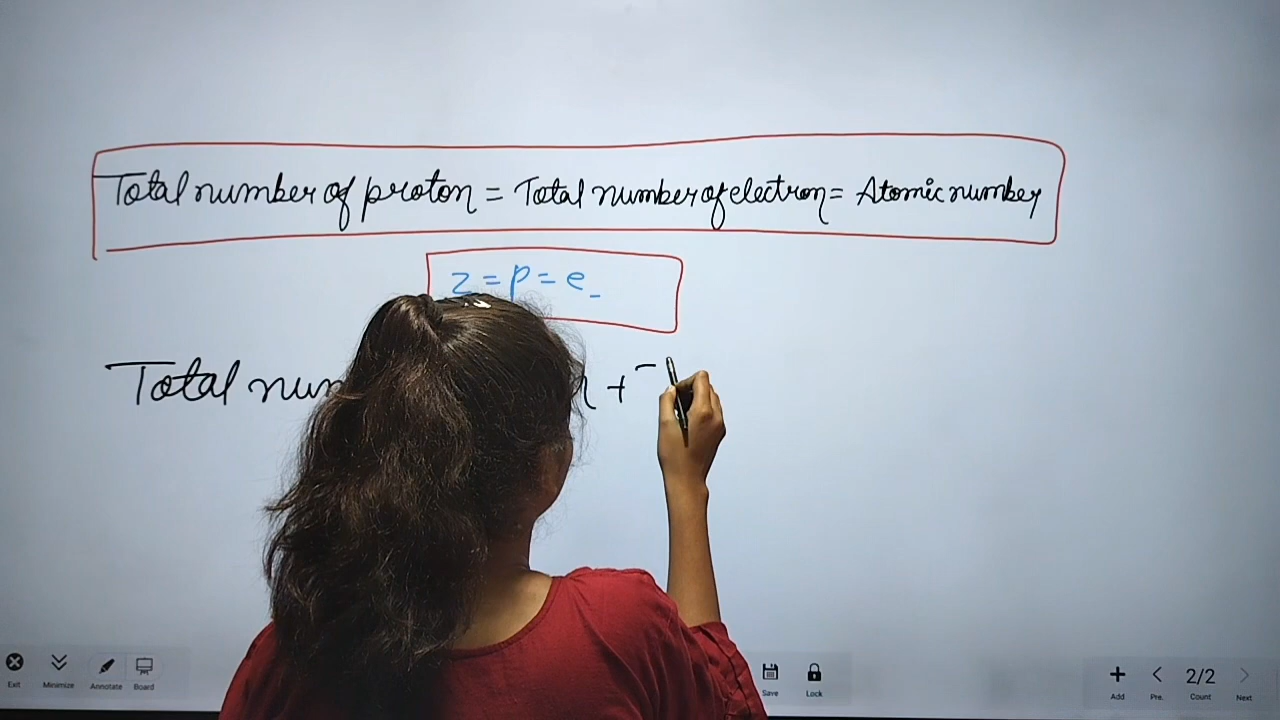 Total number of proton = Total number of electron = Atomic number
z = p = e
Total +
Exit
Minimize
Annotate
Board
Save
Lock
Add
Pre.
2/2
Count
Next